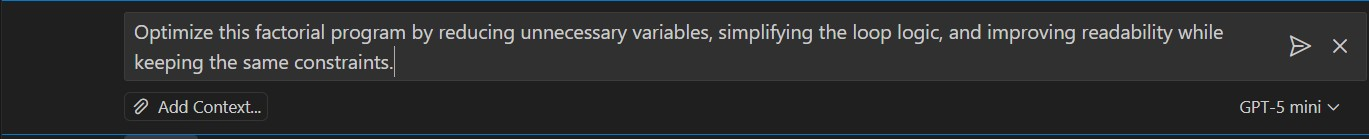 Optimize this factorial program by reducing unnecessary variables, simplifying the loop logic, and improving readability while
keeping the same constraints.
Add Context...
GPT-5 mini